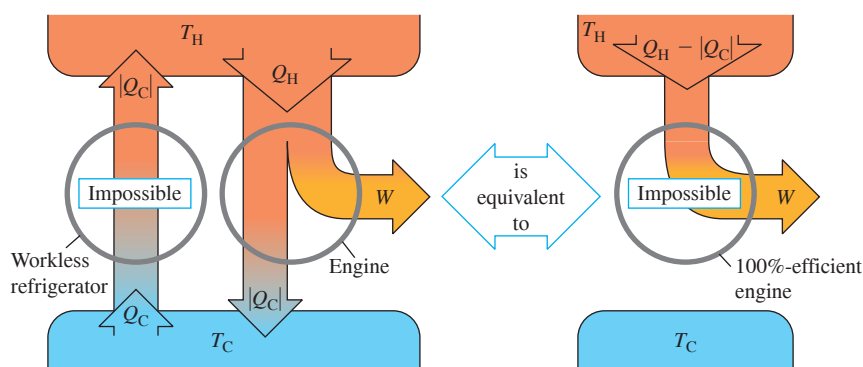 T_H
|Q_C|
Q_H
Impossible
W
Workless
refrigerator
Engine
Q_C
|Q_C|
T_C
is
equivalent
to
T_H
Q_H − |Q_C|
Impossible
W
100%-efficient
engine
T_C